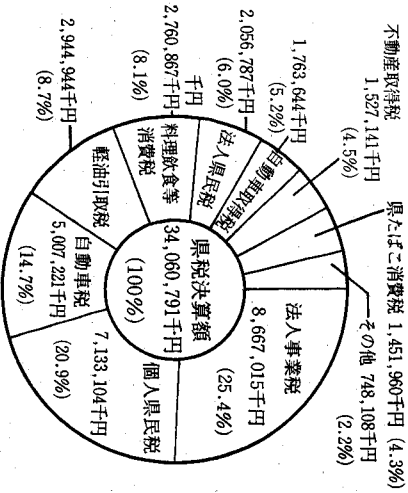 県税決算額
34,060,791千円
(100%)
法人事業税
8,667,015千円
(25.4%)
個人県民税
7,133,104千円
(20.9%)
自動車税
5,007,221千円
(14.7%)
軽油引取税
2,944,944千円
(8.7%)
料理飲食等
消費税
千円
2,760,867千円
(8.1%)
法人県民税
2,056,787千円
(6.0%)
自動車取得税
1,763,644千円
(5.2%)
不動産取得税
1,527,141千円
(4.5%)
県たばこ消費税 1,451,960千円 (4.3%)
その他 748,108千円
(2.2%)